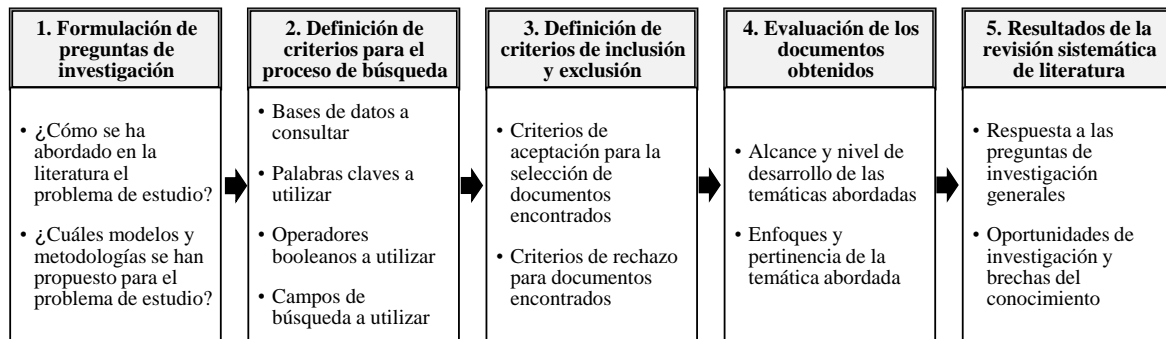 1. Formulación de
preguntas de
investigación
• ¿Cómo se ha
abordado en la
literatura el
problema de estudio?
• ¿Cuáles modelos y
metodologías se han
propuesto para el
problema de estudio?
2. Definición de
criterios para el
proceso de búsqueda
• Bases de datos a
consultar
• Palabras claves a
utilizar
• Operadores
booleanos a utilizar
• Campos de
búsqueda a utilizar
3. Definición de
criterios de inclusión
y exclusión
• Criterios de
aceptación para la
selección de
documentos
encontrados
• Criterios de rechazo
para documentos
encontrados
4. Evaluación de los
documentos
obtenidos
• Alcance y nivel de
desarrollo de las
temáticas abordadas
• Enfoques y
pertinencia de la
temática abordada
5. Resultados de la
revisión sistemática
de literatura
• Respuesta a las
preguntas de
investigación
generales
• Oportunidades de
investigación y
brechas del
conocimiento